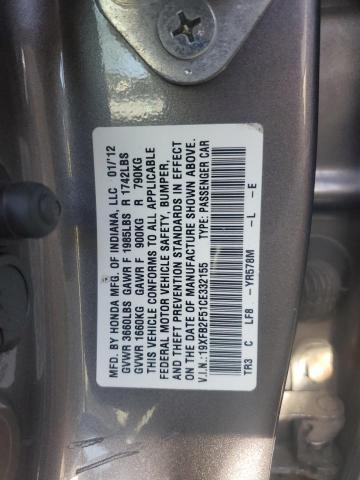 MFD. BY HONDA MFG. OF INDIANA, LLC 01/'12
GVWR 3660LBS GAWR F 1985LBS R 1742LBS
GVWR 1660KG GAWR F 900KG R 790KG
THIS VEHICLE CONFORMS TO ALL APPLICABLE
FEDERAL MOTOR VEHICLE SAFETY, BUMPER,
AND THEFT PREVENTION STANDARDS IN EFFECT
ON THE DATE OF MANUFACTURE SHOWN ABOVE.
V.I.N.: 19XFB2F51CE332155 TYPE: PASSENGER CAR
TR3 C LF8 - YR578M - L - E